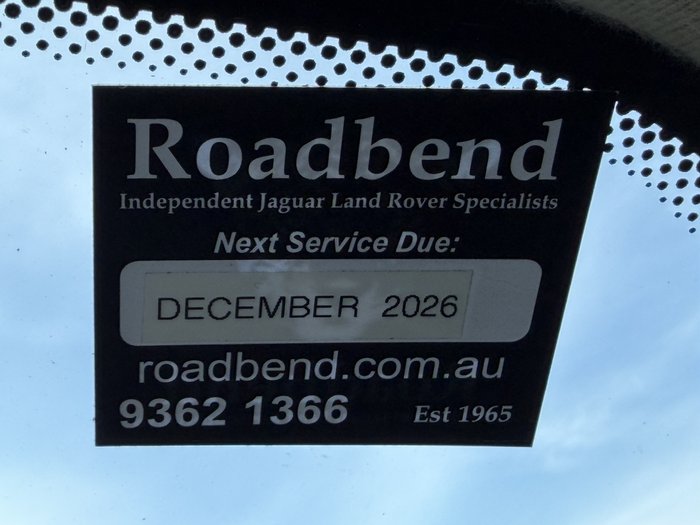 Roadbend
Independent Jaguar Land Rover Specialists
Next Service Due:
DECEMBER 2026
roadbend.com.au
9362 1366 Est 1965